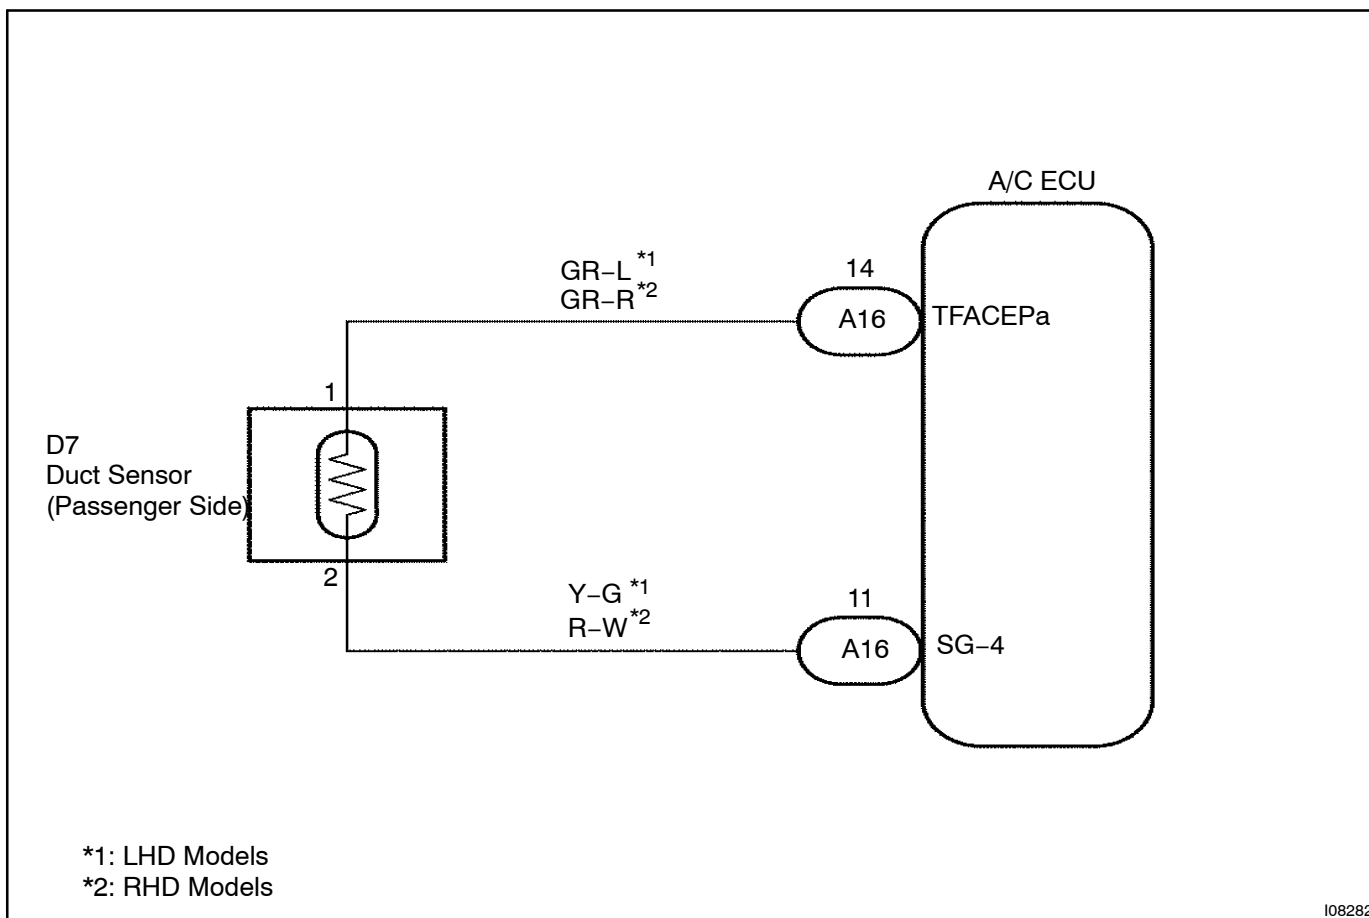 A/C ECU
GR−L *1
GR−R*2
14
A16
TFACEPa
1
D7
Duct Sensor
(Passenger Side)
2
Y−G *1
R−W*2
11
A16
SG−4
*1: LHD Models
*2: RHD Models
I08282